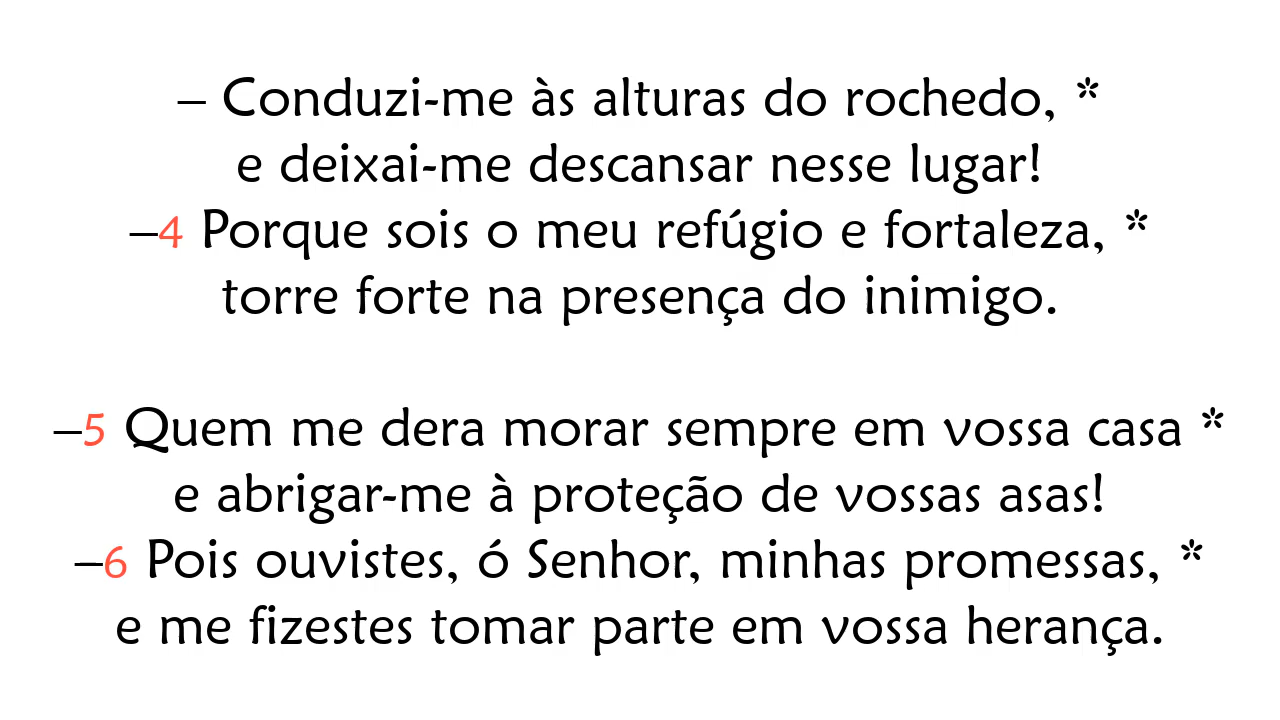 – Conduzi-me às alturas do rochedo, *
e deixai-me descansar nesse lugar!
–4 Porque sois o meu refúgio e fortaleza, *
torre forte na presença do inimigo.
–5 Quem me dera morar sempre em vossa casa *
e abrigar-me à proteção de vossas asas!
–6 Pois ouvistes, ó Senhor, minhas promessas, *
e me fizestes tomar parte em vossa herança.